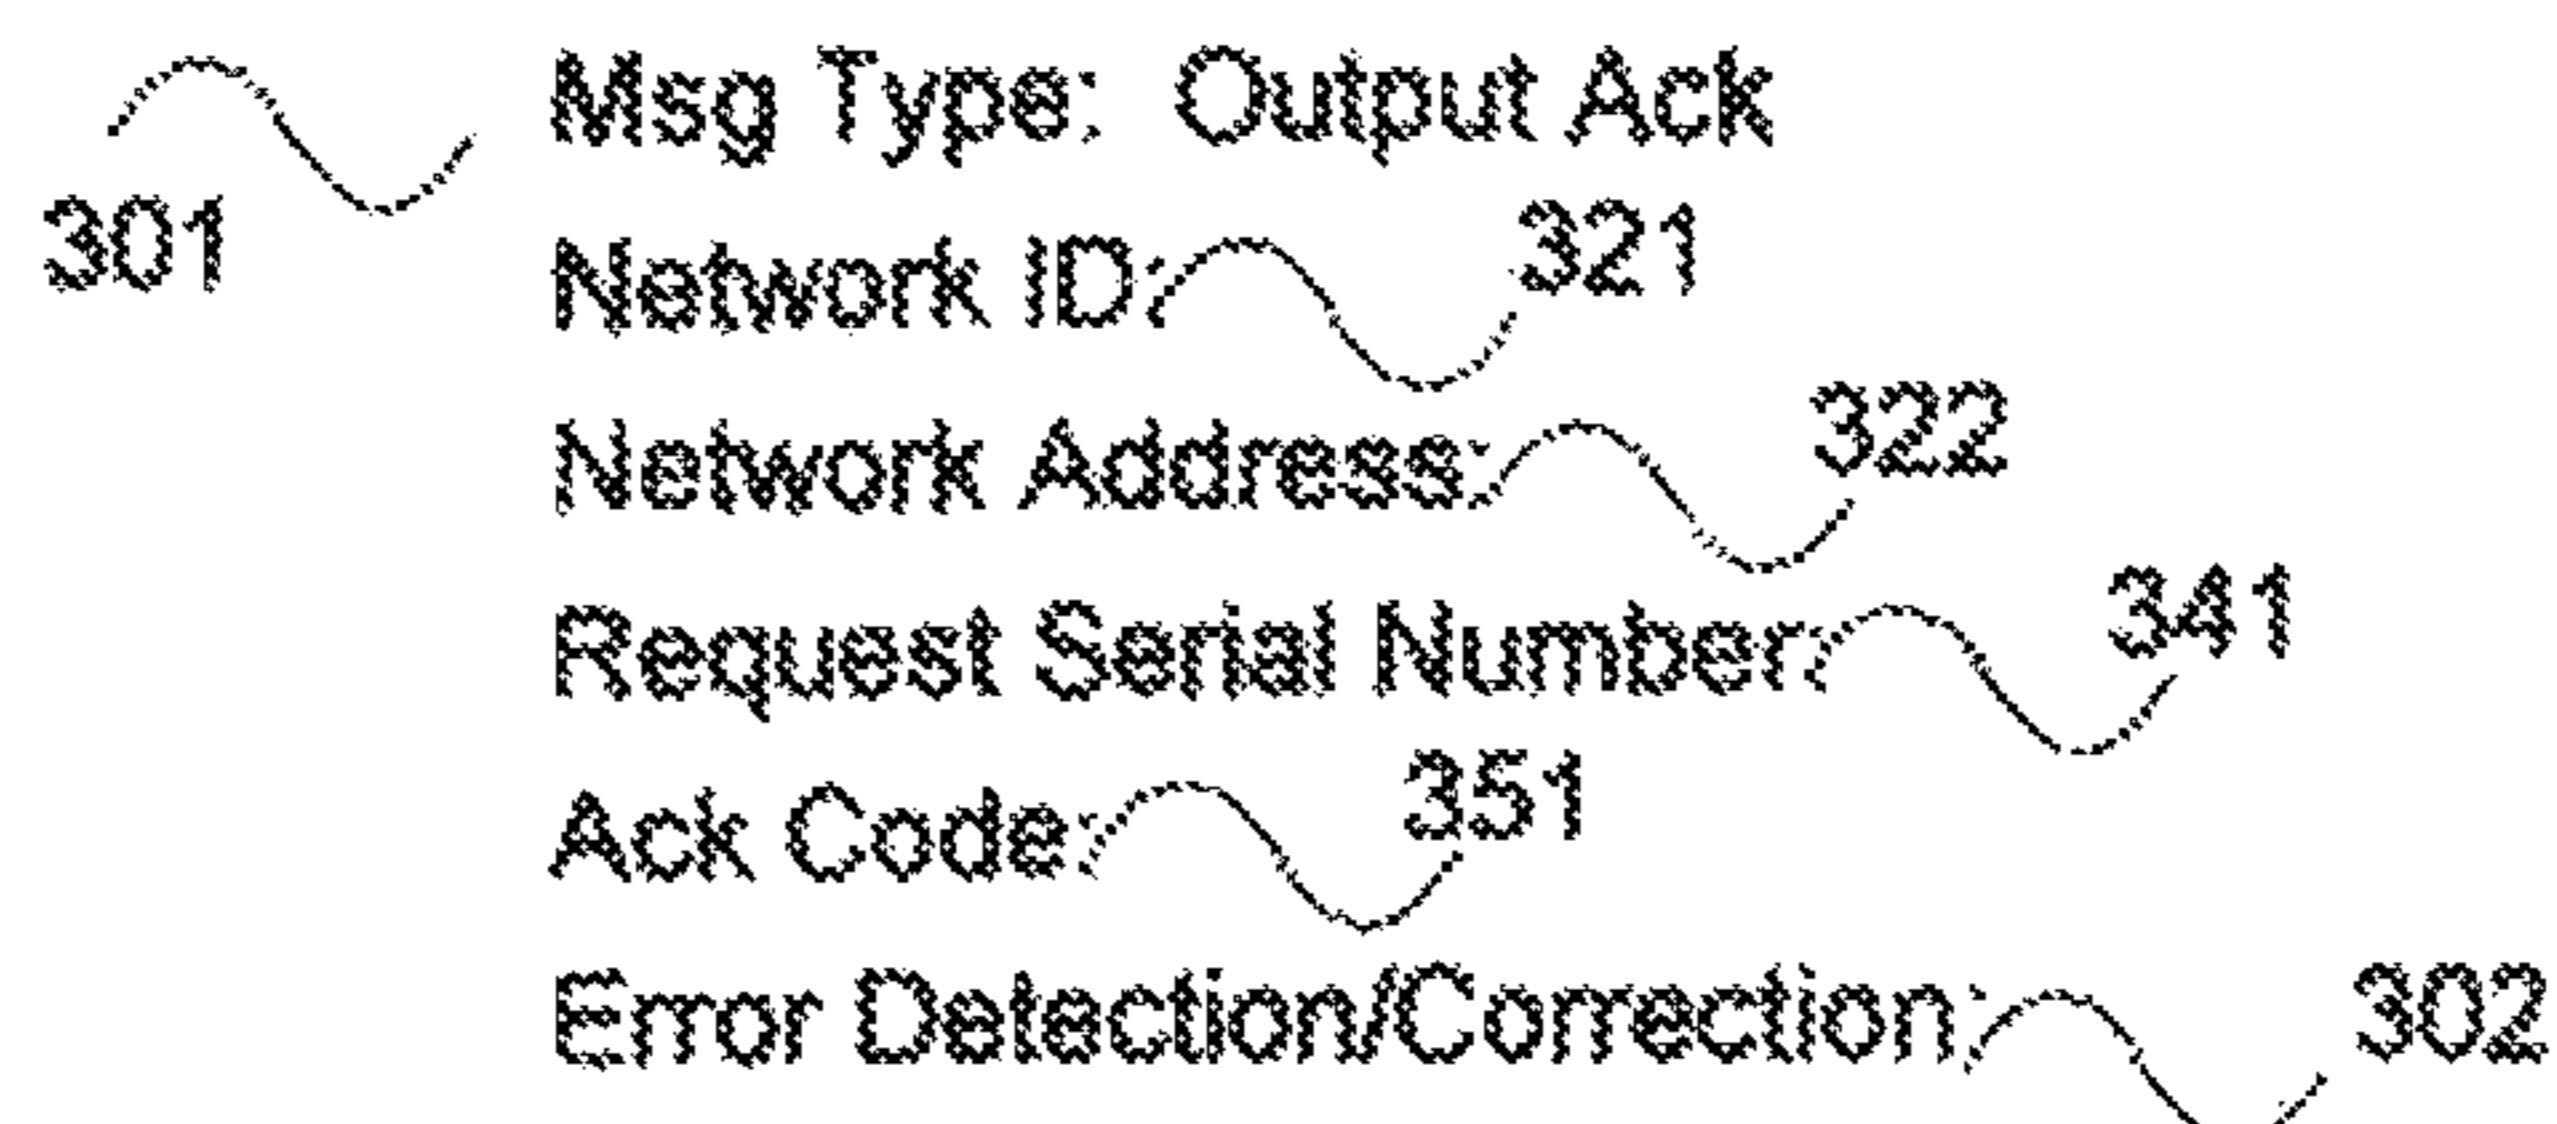 Msg Type: Output Ack
301
Network ID: 321
Network Address: 322
Request Serial Number: 341
Ack Code: 351
Error Detection/Correction: 302